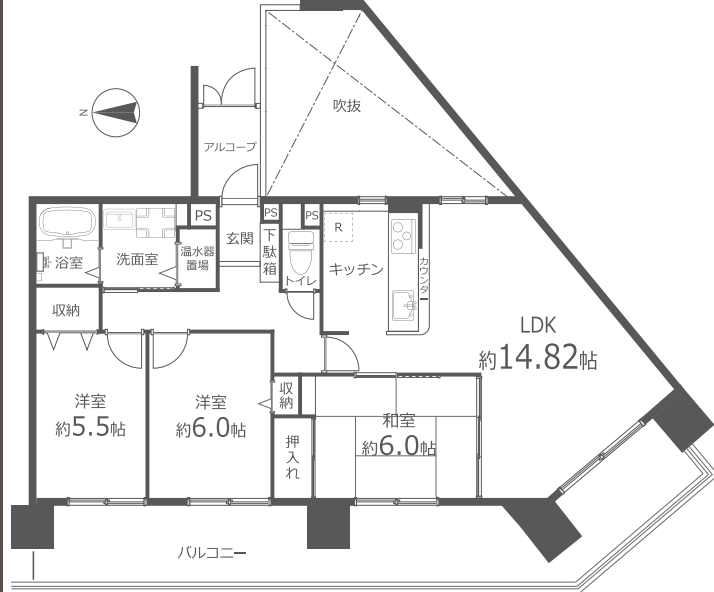 吹抜
N
アルコーブ
PS
PS
PS
玄関
下駄箱
R
キッチン
カウンター
浴室
洗面室
温水器
置場
トイレ
収納
LDK
約14.82帖
洋室
約5.5帖
洋室
約6.0帖
収納
押入れ
和室
約6.0帖
バルコニー